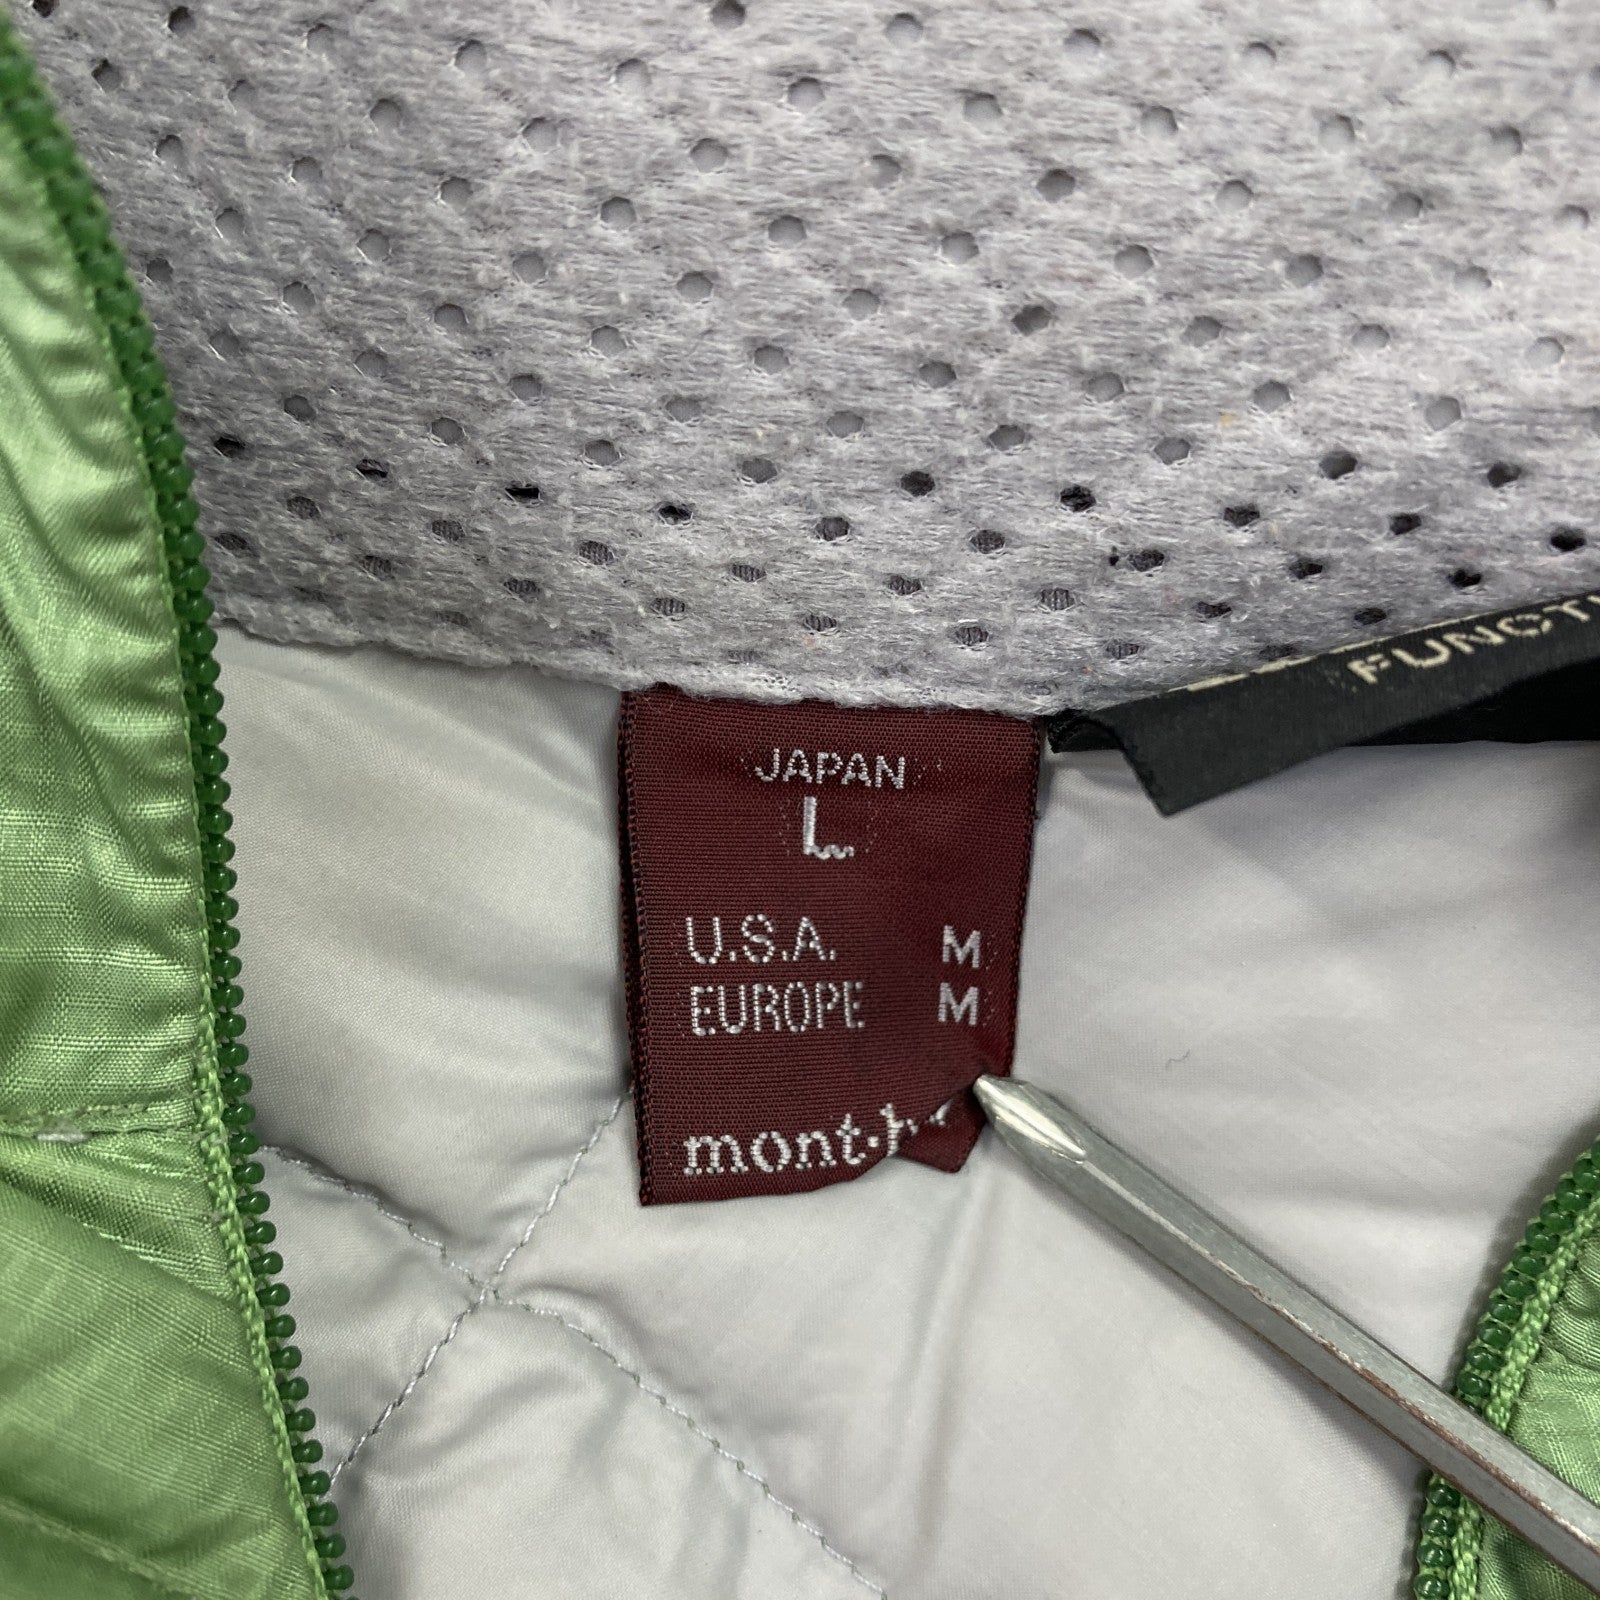 JAPAN
L
U.S.A. M
EUROPE M
mont-